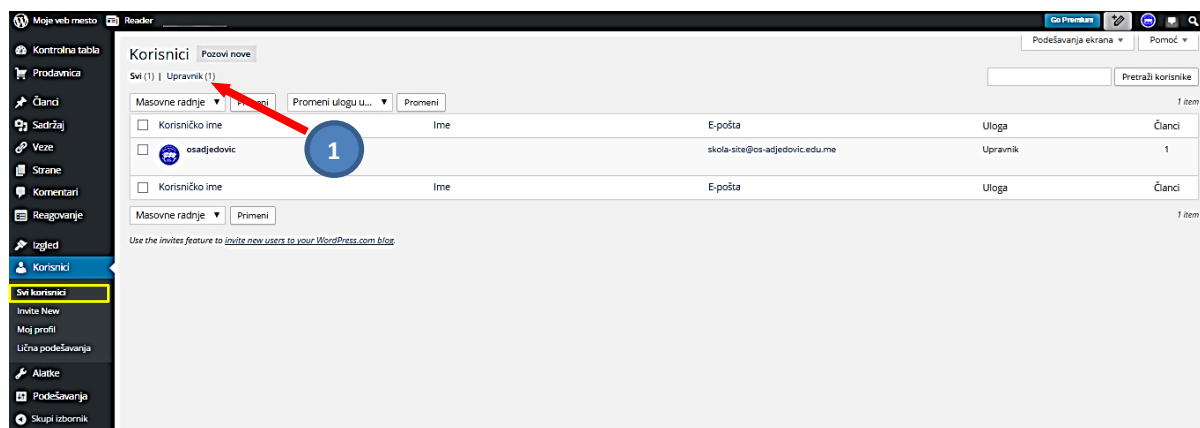 Moje veb mesto Reader Go Premium
Kontrolna tabla
Prodavnica
Članci
Sadržaj
Veze
Strane
Komentari
Reagovanje
Izgled
Korisnici
Svi korisnici
Invite New
Moj profil
Lična podešavanja
Alatke
Podešavanja
Skupi izbornik
Podešavanja ekrana ▼ Pomoć ▼
Korisnici Pozovi nove
Svi (1) | Upravnik (1)
Pretraži korisnike
Masovne radnje ▼ Primeni Promeni ulogu u... ▼ Promeni
1 item
Korisničko ime Ime E-pošta Uloga Članci
osadjedovic skola-site@os-adjedovic.edu.me Upravnik 1
1
Korisničko ime Ime E-pošta Uloga Članci
Masovne radnje ▼ Primeni 1 item
Use the invites feature to invite new users to your WordPress.com blog.